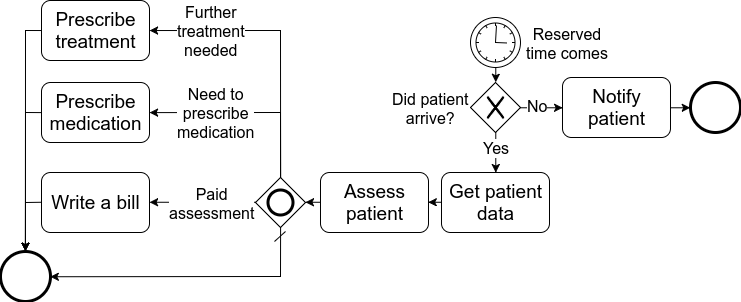 Prescribe
treatment
Further
treatment
needed
Reserved
time comes
Prescribe
medication
Need to
prescribe
medication
Did patient
arrive?
No
Notify
patient
Yes
Write a bill
Paid
assessment
Assess
patient
Get patient
data